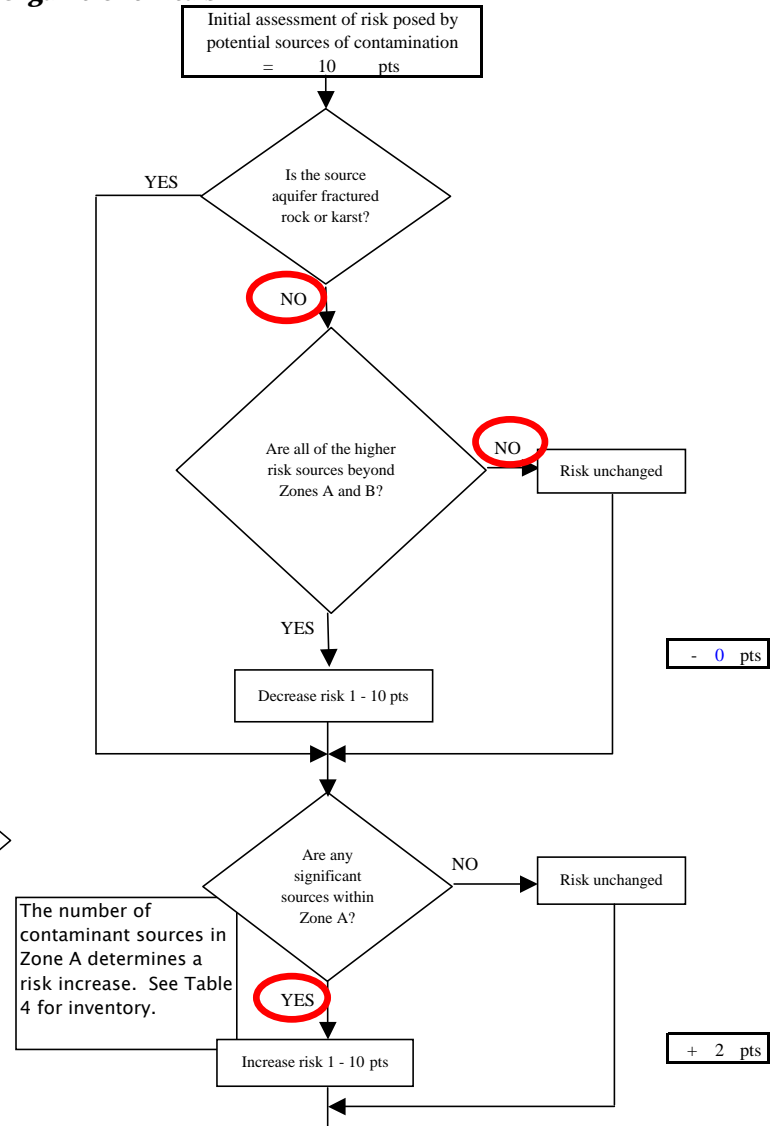 Initial assessment of risk posed by
potential sources of contamination
= 10 pts
YES
Is the source
aquifer fractured
rock or karst?
NO
Are all of the higher
risk sources beyond
Zones A and B?
NO
Risk unchanged
YES
- 0 pts
Decrease risk 1 - 10 pts
Are any
significant
sources within
Zone A?
NO
Risk unchanged
The number of
contaminant sources in
Zone A determines a
risk increase. See Table
4 for inventory.
YES
+ 2 pts
Increase risk 1 - 10 pts